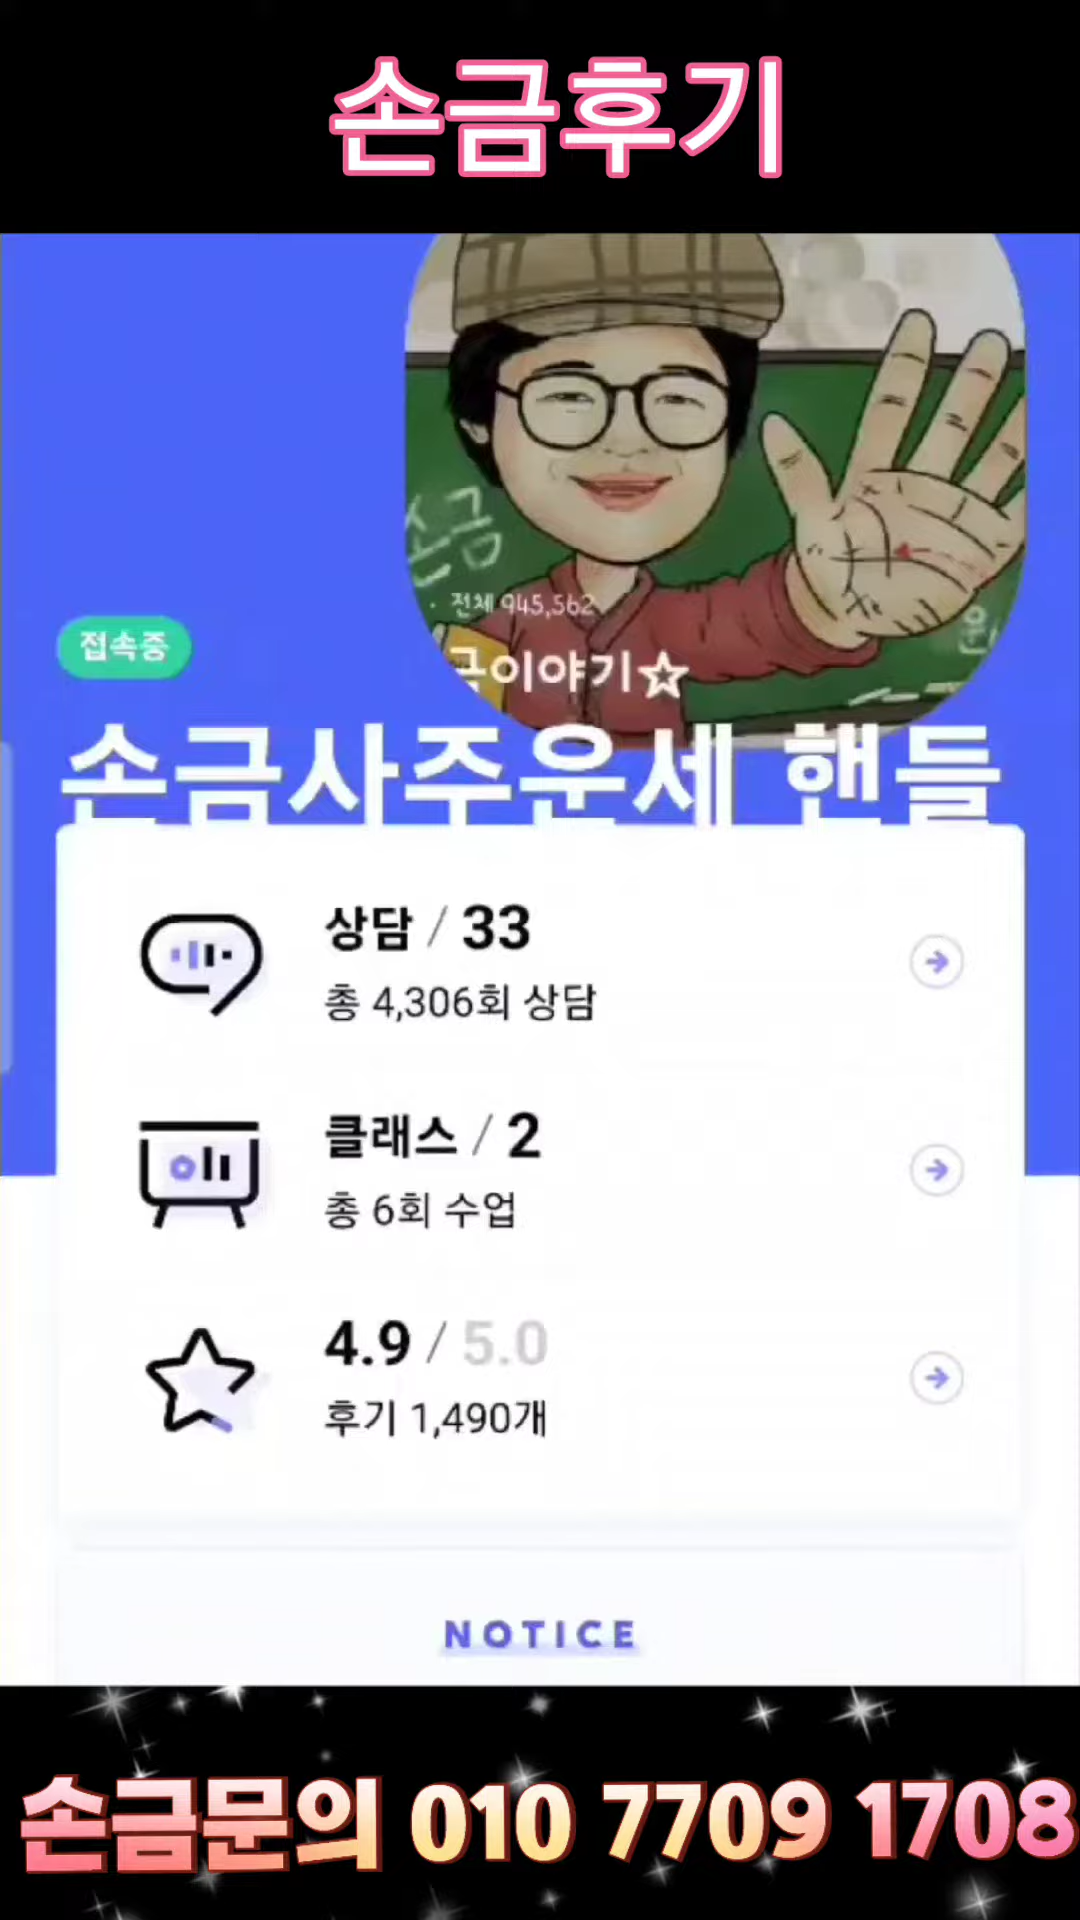 손금후기
손금
전체 945,562
금이야기☆
접속중
손금사주운세 핸들
상담 / 33
총 4,306회 상담
클래스 / 2
총 6회 수업
4.9 / 5.0
후기 1,490개
NOTICE
손금문의 010 7709 1708